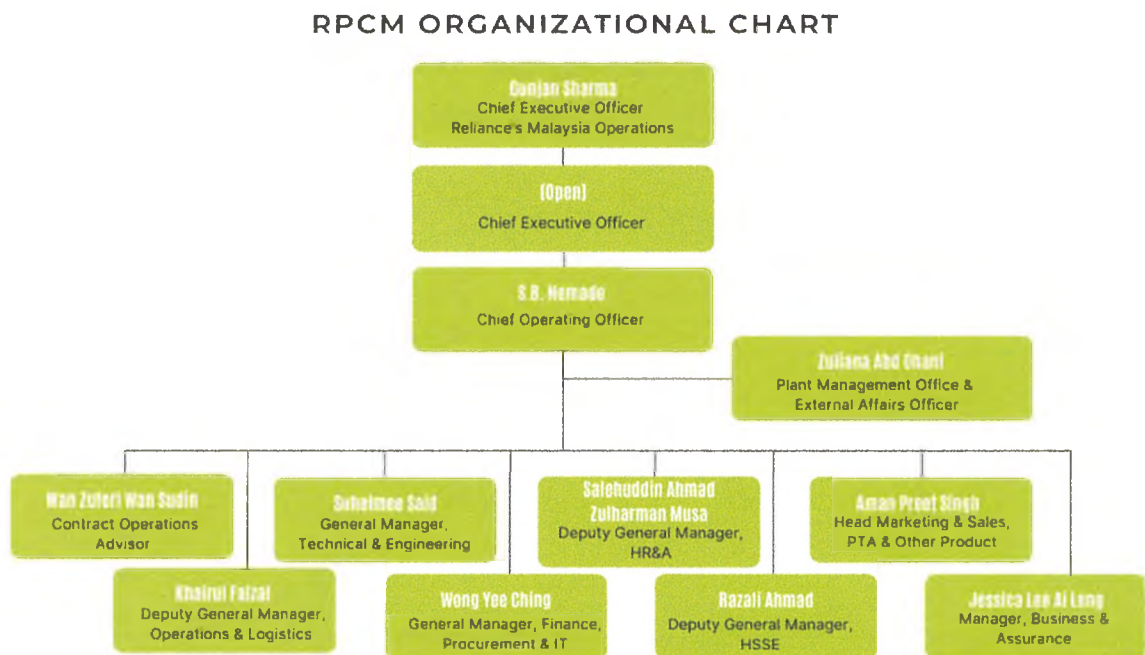 RPCM ORGANIZATIONAL CHART
Gunjan Sharma
Chief Executive Officer
Reliance's Malaysia Operations
(Open)
Chief Executive Officer
S.B. Nemade
Chief Operating Officer
Zuliana Abd Ghani
Plant Management Office &
External Affairs Officer
Wan Zuferi Wan Sudin
Contract Operations
Advisor
Suhelmee Said
General Manager,
Technical & Engineering
Salehuddin Ahmad
Zulharman Musa
Deputy General Manager,
HR&A
Aman Preet Singh
Head Marketing & Sales,
PTA & Other Product
Khairul Faizal
Deputy General Manager,
Operations & Logistics
Wong Yee Ching
General Manager, Finance,
Procurement & IT
Razali Ahmad
Deputy General Manager,
HSSE
Jessica Lee Ai Leng
Manager, Business &
Assurance